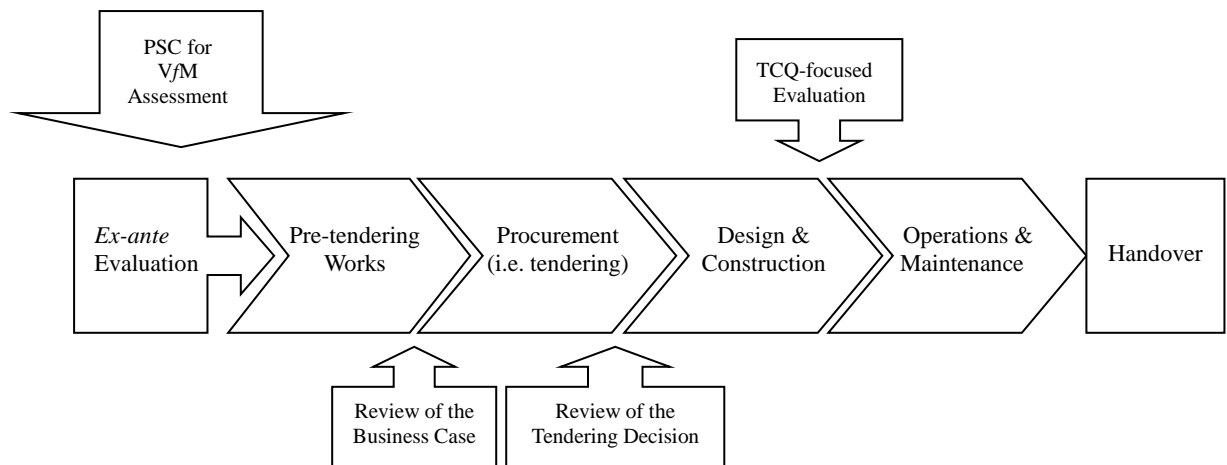 PSC for
VfM
Assessment
TCQ-focused
Evaluation
Ex-ante
Evaluation
Pre-tendering
Works
Procurement
(i.e. tendering)
Design &
Construction
Operations &
Maintenance
Handover
Review of the
Business Case
Review of the
Tendering Decision